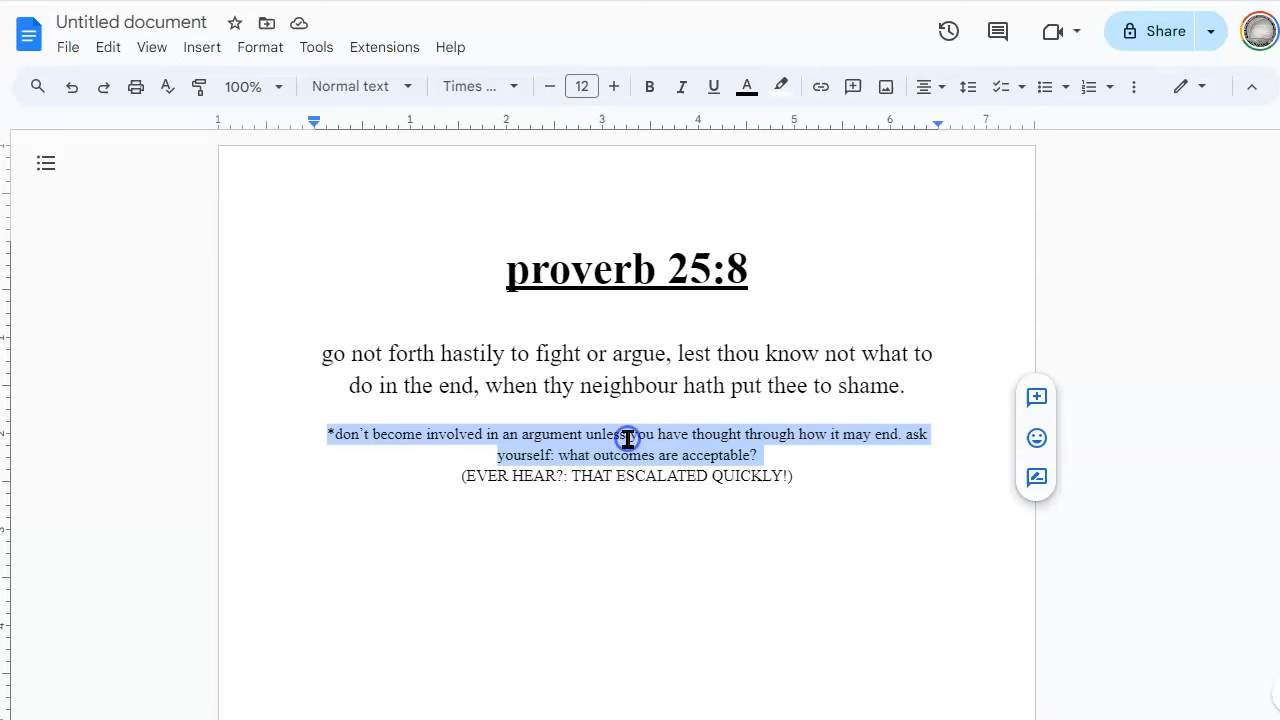 Untitled document
File Edit View Insert Format Tools Extensions Help
Share
100% Normal text Times ... 12 B I U A
1 1 2 3 4 5 6 7
proverb 25:8
go not forth hastily to fight or argue, lest thou know not what to
do in the end, when thy neighbour hath put thee to shame.
*don’t become involved in an argument unless you have thought through how it may end. ask
yourself: what outcomes are acceptable?
(EVER HEAR?: THAT ESCALATED QUICKLY!)